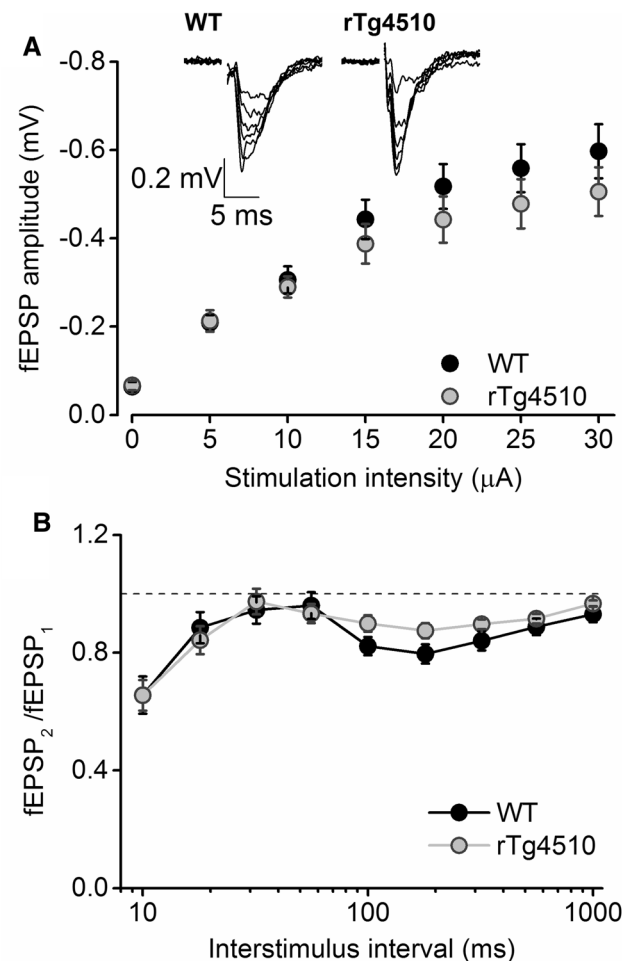 A
WT rTg4510
-0.8
-0.6
-0.4
-0.2
0.0
fEPSP amplitude (mV)
0.2 mV
5 ms
WT
rTg4510
0 5 10 15 20 25 30
Stimulation intensity (μA)
B
1.2
0.8
0.4
0.0
fEPSP2 /fEPSP1
WT
rTg4510
10 100 1000
Interstimulus interval (ms)